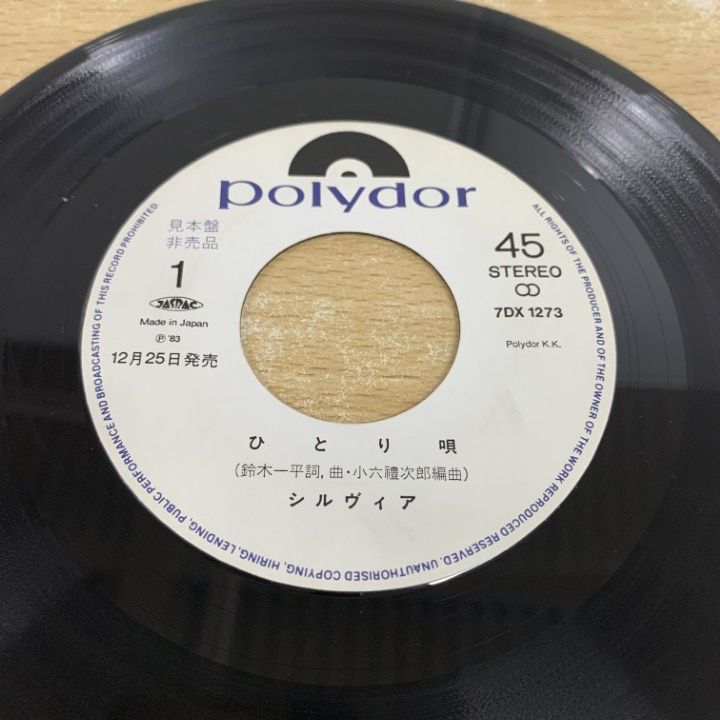 polydor
見本盤
非売品
1
JASRAC
Made in Japan
Ⓟ '83
12月25日発売
45
STEREO
7DX 1273
Polydor K.K.
ひとり唄
(鈴木一平詞,曲・小六禮次郎編曲)
シルヴィア
ALL RIGHTS OF THE PRODUCER AND OF THE OWNER OF THE WORK REPRODUCED RESERVED. UNAUTHORISED COPYING, HIRING, LENDING, PUBLIC PERFORMANCE AND BROADCASTING OF THIS RECORD PROHIBITED.